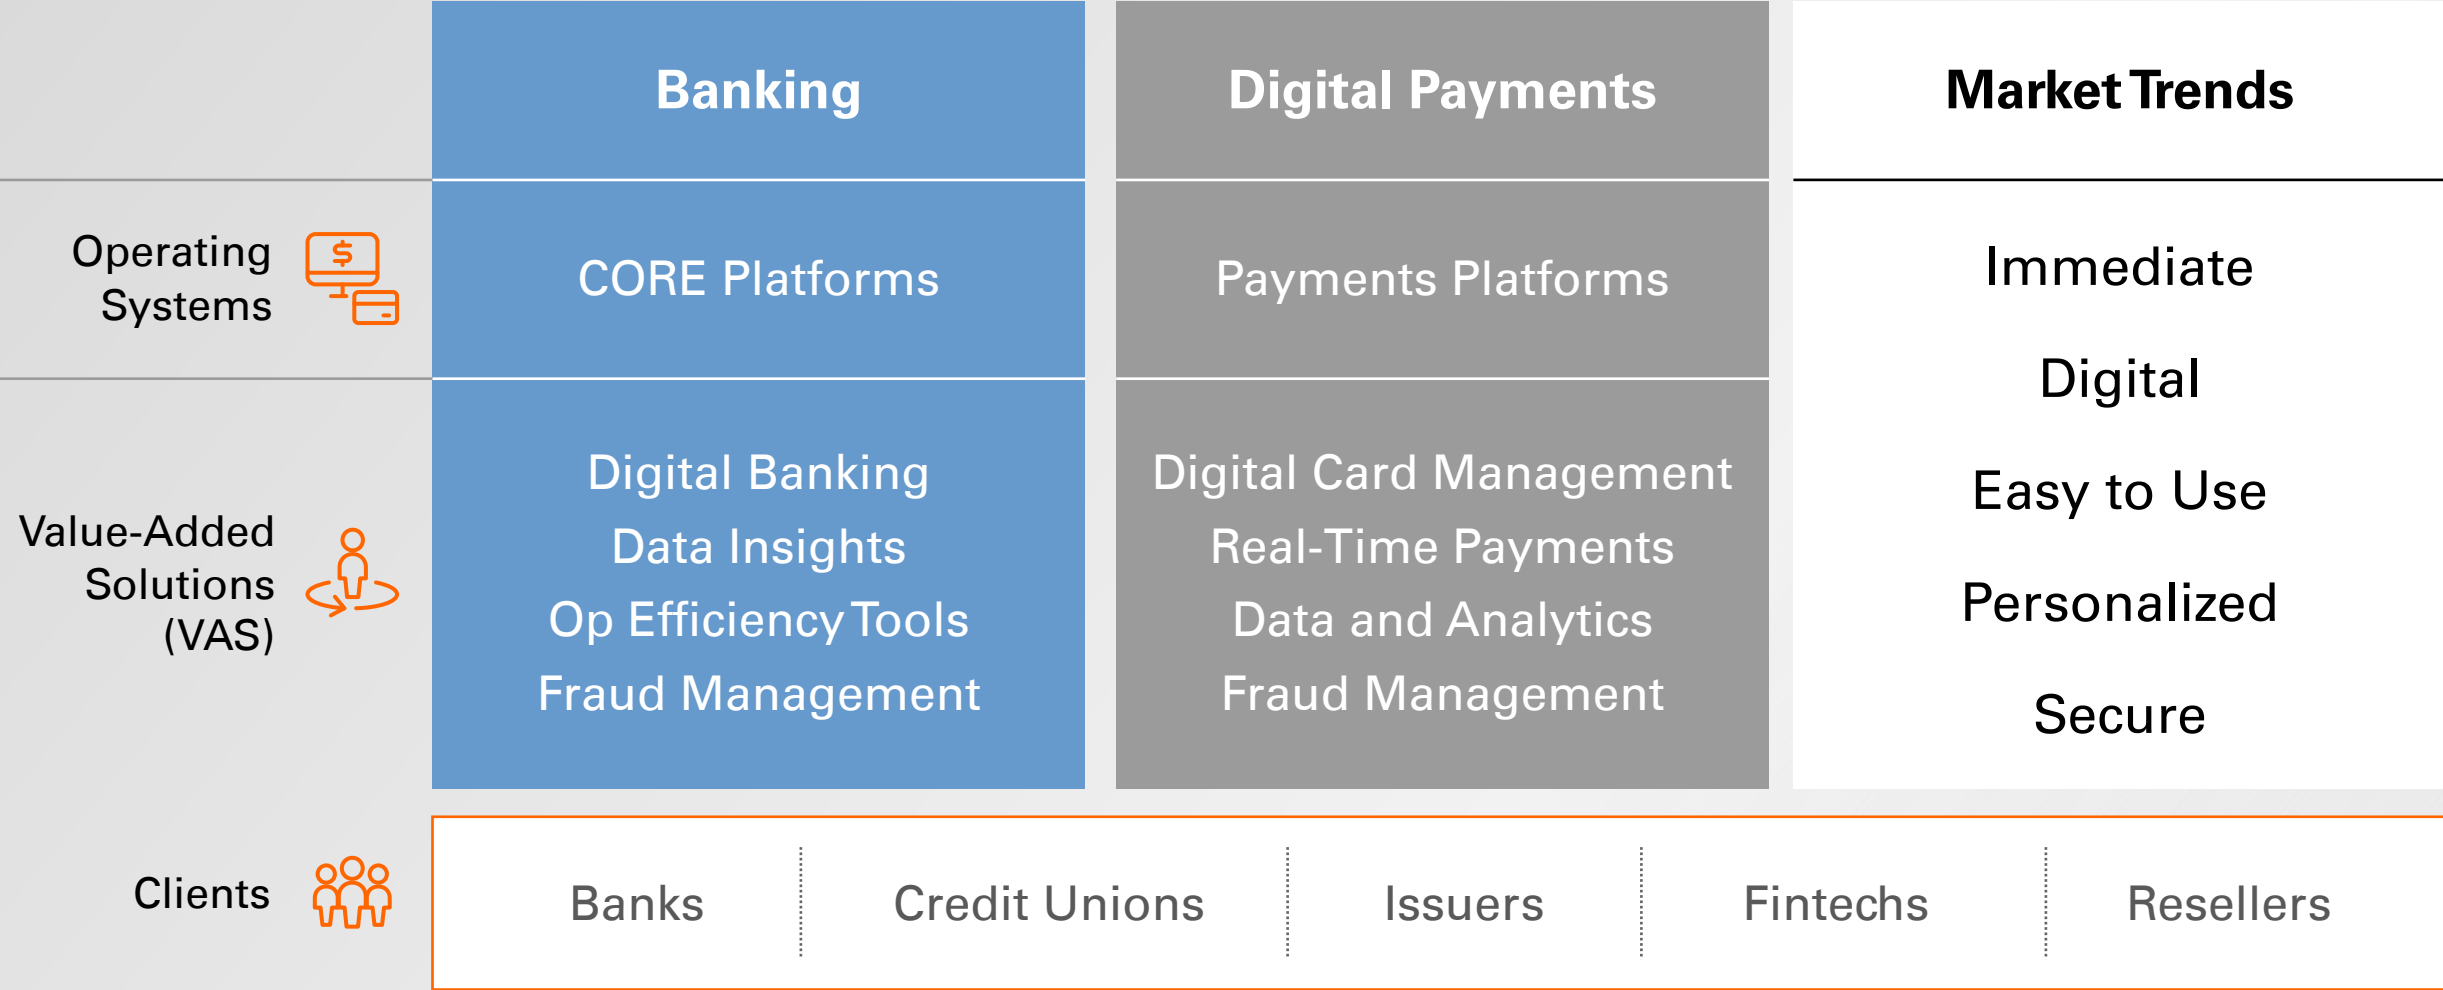 Banking
Digital Payments
Market Trends
Operating
Systems
$
CORE Platforms
Payments Platforms
Immediate
Digital
Easy to Use
Personalized
Secure
Value-Added
Solutions
(VAS)
Digital Banking
Data Insights
Op Efficiency Tools
Fraud Management
Digital Card Management
Real-Time Payments
Data and Analytics
Fraud Management
Clients
Banks
Credit Unions
Issuers
Fintechs
Resellers